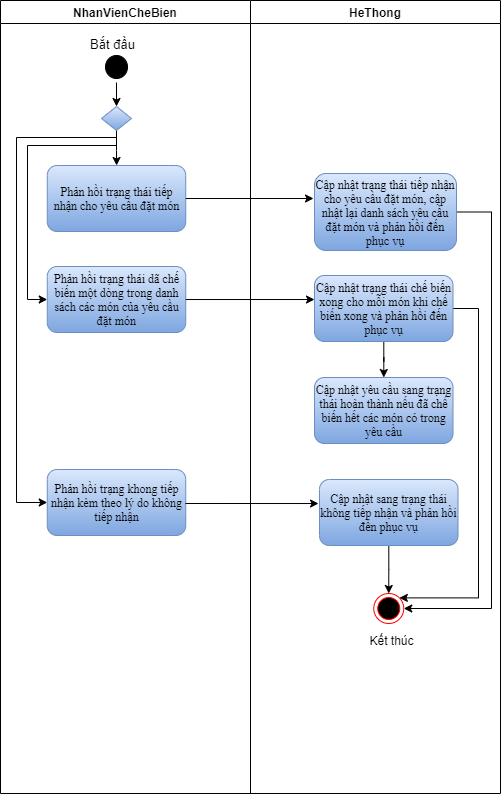 NhanVienCheBien
HeThong
Bắt đầu
Phản hồi trạng thái tiếp
nhận cho yêu cầu đặt món
Cập nhật trạng thái tiếp nhận
cho yêu cầu đặt món, cập
nhật lại danh sách yêu cầu
đặt món và phản hồi đến
phục vụ
Phản hồi trạng thái dã chế
biến một dòng trong danh
sách các món của yêu cầu
đặt món
Cập nhật trạng thái chế biến
xong cho mỗi món khi chế
biến xong và phản hồi đến
phục vụ
Cập nhật yêu cầu sang trạng
thái hoàn thành nếu đã chế
biến hết các món có trong
yêu cầu
Phản hồi trạng khong tiếp
nhận kèm theo lý do không
tiếp nhận
Cập nhật sang trạng thái
không tiếp nhận và phản hồi
đến phục vụ
Kết thúc